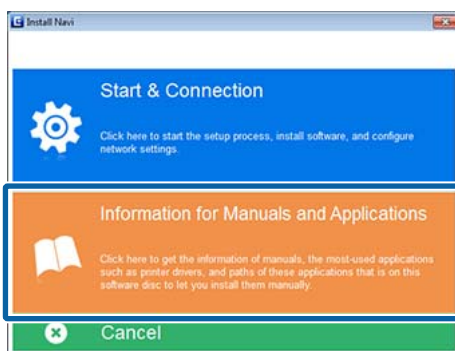 Install Navi
Start & Connection
Click here to start the setup process, install software, and configure
network settings.
Information for Manuals and Applications
Click here to get the information of manuals, the most-used applications
such as printer drivers, and paths of these applications that is on this
software disc to let you install them manually.
Cancel